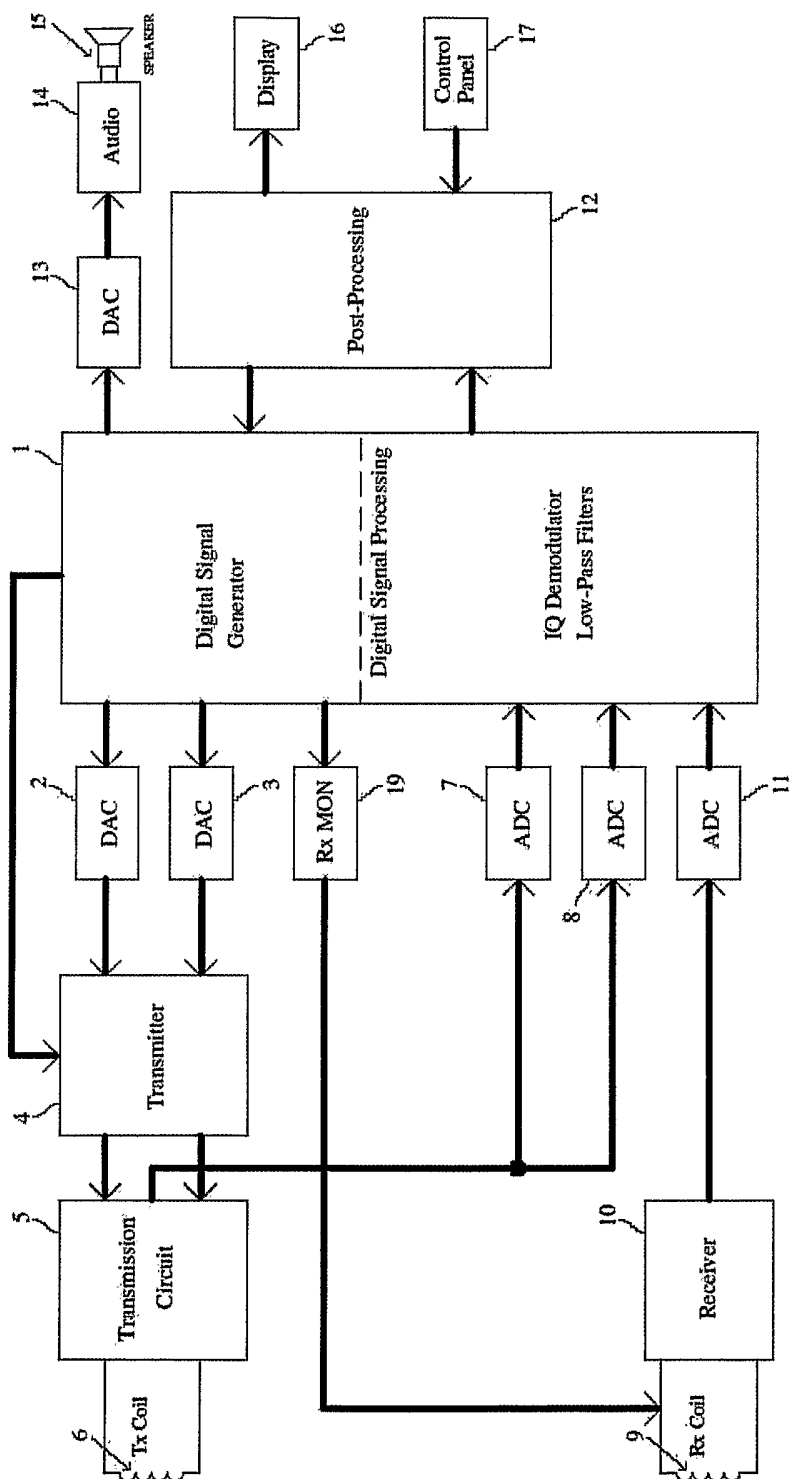 15
SPEAKER
14
Audio
13
DAC
16
Display
17
Control
Panel
12
Post-Processing
1
Digital Signal
Generator
Digital Signal Processing
IQ Demodulator
Low-Pass Filters
2
DAC
3
DAC
19
Rx MON
7
ADC
8
ADC
11
ADC
4
Transmitter
5
Transmission
Circuit
6
Tx Coil
10
Receiver
9
Rx Coil